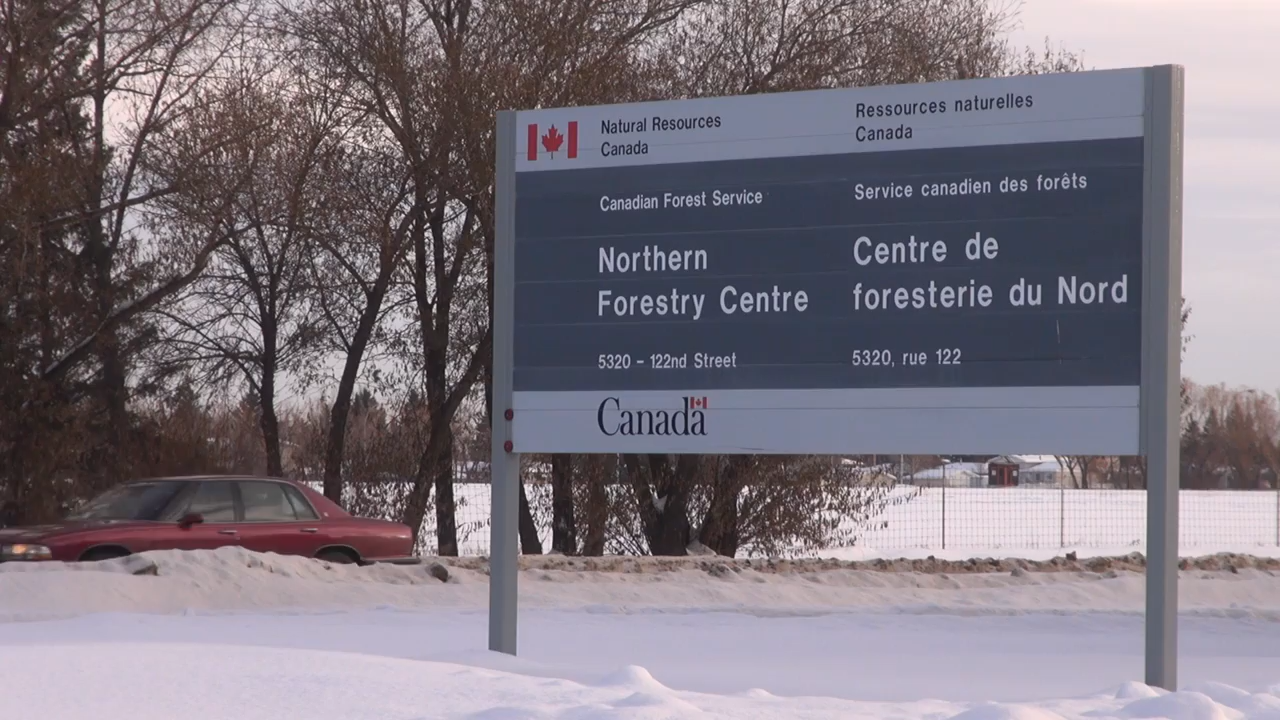 Natural Resources
Canada
Ressources naturelles
Canada
Canadian Forest Service
Service canadien des forêts
Northern
Forestry Centre
Centre de
foresterie du Nord
5320 – 122nd Street
5320, rue 122
Canada